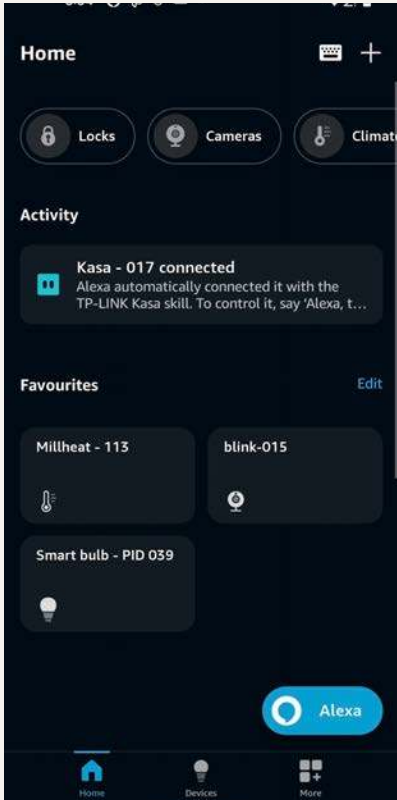 Home
Locks
Cameras
Climat
Activity
Kasa - 017 connected
Alexa automatically connected it with the
TP-LINK Kasa skill. To control it, say 'Alexa, t...
Favourites
Edit
Millheat - 113
blink-015
Smart bulb - PID 039
Alexa
Home
Devices
More